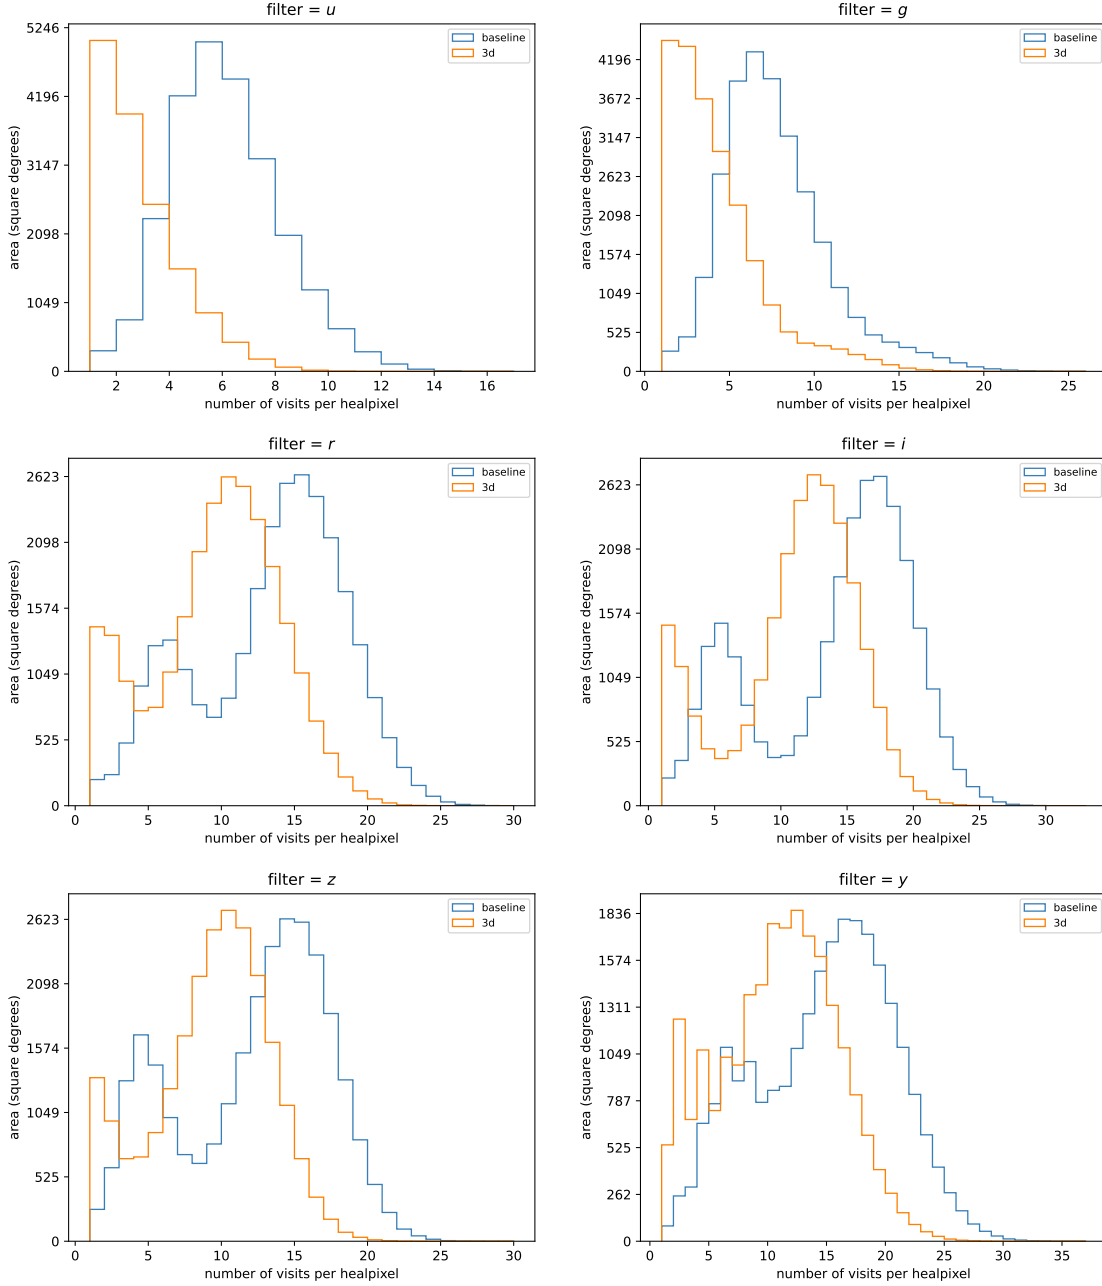 filter = u
5246
4196
3147
2098
1049
0
area (square degrees)
2 4 6 8 10 12 14 16
number of visits per healpixel
baseline
3d
filter = g
4196
3672
3147
2623
2098
1574
1049
525
0
area (square degrees)
0 5 10 15 20 25
number of visits per healpixel
baseline
3d
filter = r
2623
2098
1574
1049
525
0
area (square degrees)
0 5 10 15 20 25 30
number of visits per healpixel
baseline
3d
filter = i
2623
2098
1574
1049
525
0
area (square degrees)
0 5 10 15 20 25 30
number of visits per healpixel
baseline
3d
filter = z
2623
2098
1574
1049
525
0
area (square degrees)
0 5 10 15 20 25 30
number of visits per healpixel
baseline
3d
filter = y
1836
1574
1311
1049
787
525
262
0
area (square degrees)
0 5 10 15 20 25 30 35
number of visits per healpixel
baseline
3d